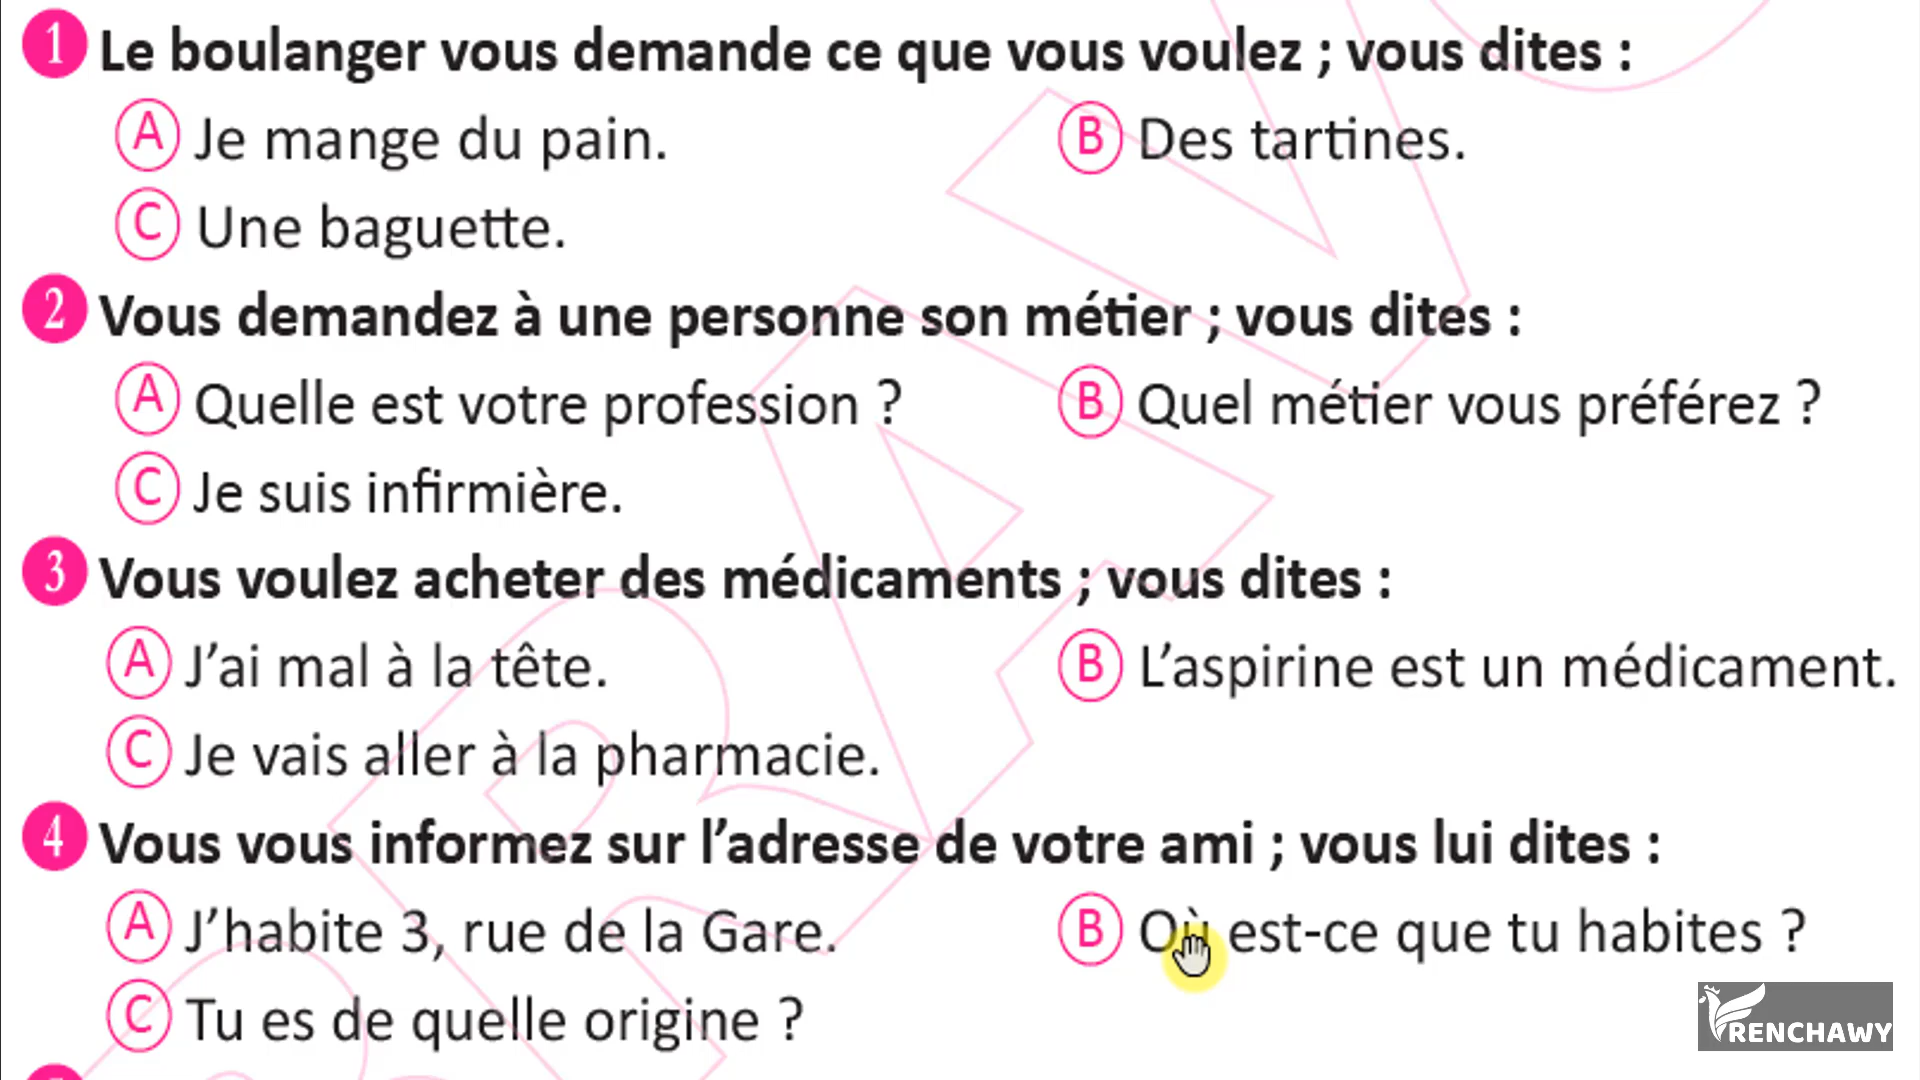 1 Le boulanger vous demande ce que vous voulez ; vous dites :
A Je mange du pain. B Des tartines.
C Une baguette.
2 Vous demandez à une personne son métier ; vous dites :
A Quelle est votre profession ? B Quel métier vous préférez ?
C Je suis infirmière.
3 Vous voulez acheter des médicaments ; vous dites :
A J’ai mal à la tête. B L’aspirine est un médicament.
C Je vais aller à la pharmacie.
4 Vous vous informez sur l’adresse de votre ami ; vous lui dites :
A J’habite 3, rue de la Gare. B Où est-ce que tu habites ?
C Tu es de quelle origine ?
FRENCHAWY